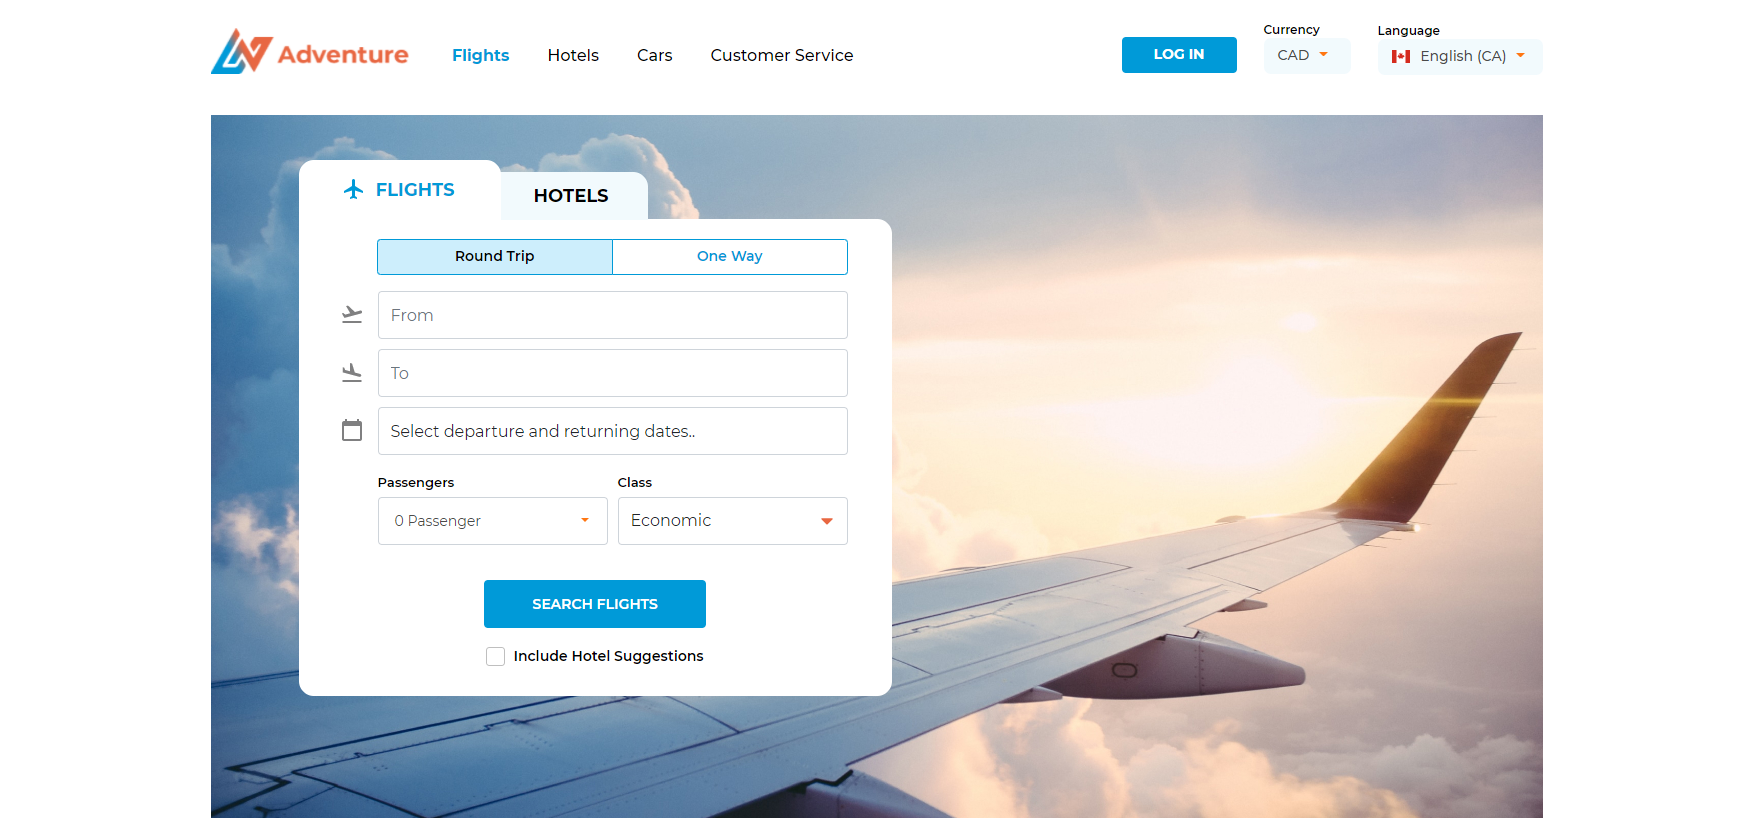 Adventure
Flights
Hotels
Cars
Customer Service
LOG IN
Currency
CAD
Language
English (CA)
FLIGHTS
HOTELS
Round Trip
One Way
From
To
Select departure and returning dates..
Passengers
Class
0 Passenger
Economic
SEARCH FLIGHTS
Include Hotel Suggestions